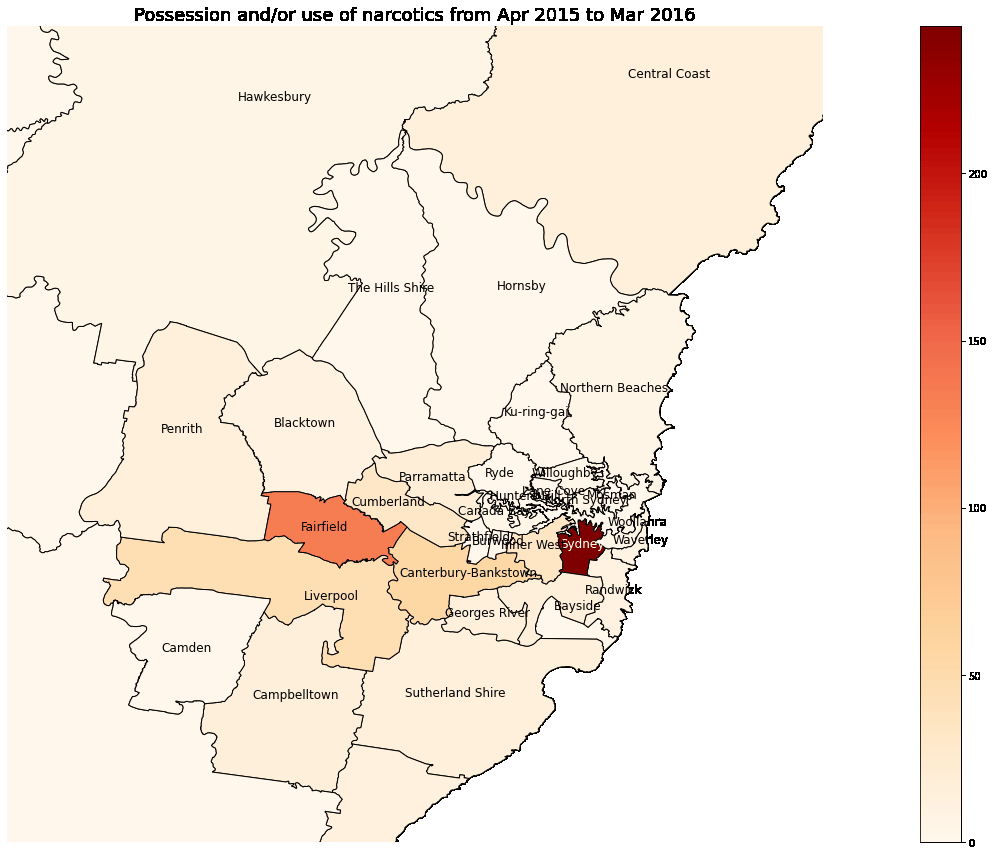 Possession and/or use of narcotics from Apr 2015 to Mar 2016
Central Coast
Hawkesbury
200
The Hills Shire
Hornsby
150
Northern Beaches
Ku-ring-gai
Blacktown
Penrith
Parramatta
Ryde
Willoughby
Lane Cove
Mosman
Hunters Hill
North Sydney
Cumberland
Canada Bay
100
Woollahra
Fairfield
Strathfield
Burwood
Inner West
Sydney
Waverley
Canterbury-Bankstown
Randwick
Liverpool
Bayside
Georges River
Camden
50
Campbelltown
Sutherland Shire
0